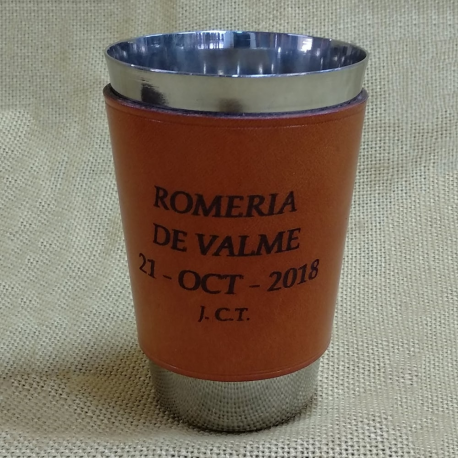 ROMERIA
DE VALME
21 - OCT - 2018
J. C.T.